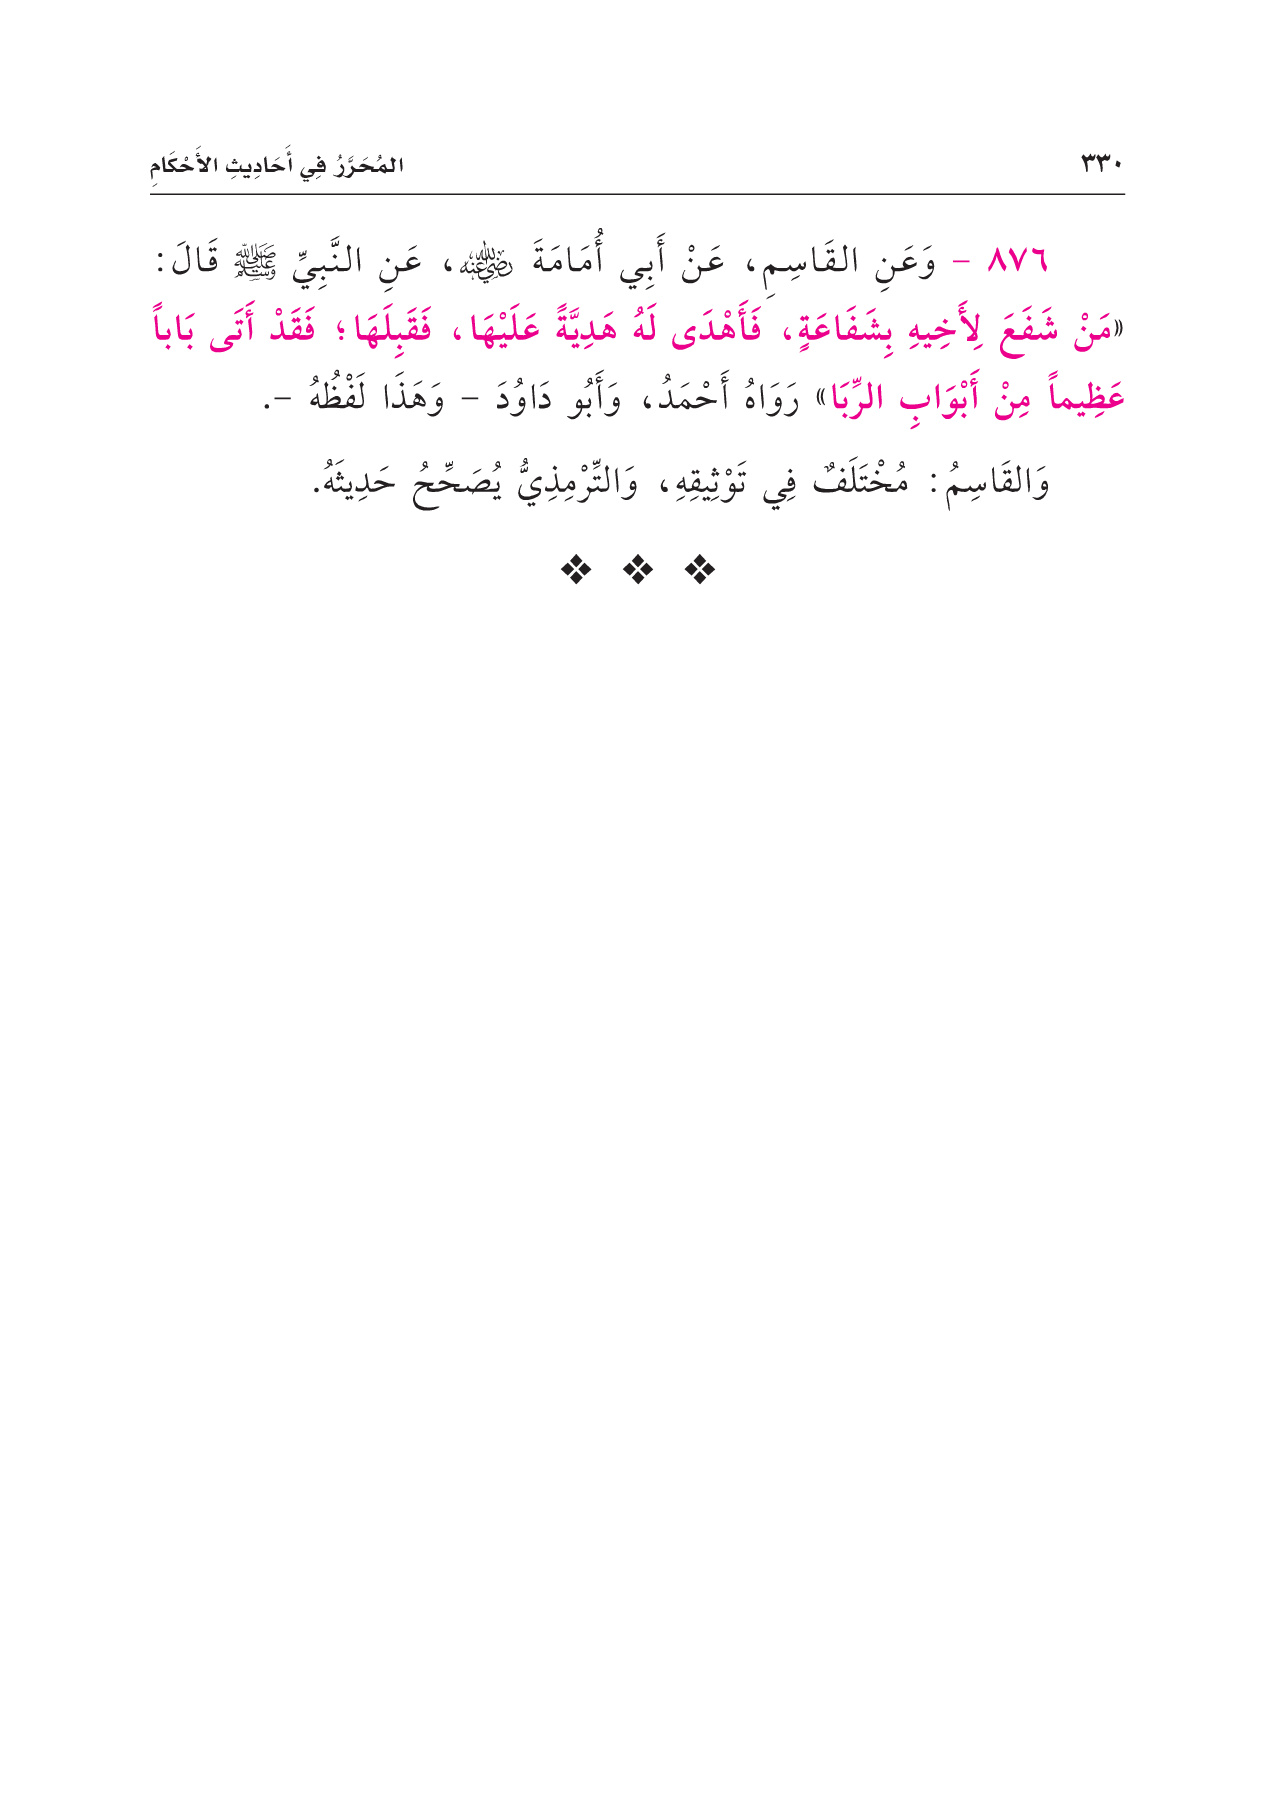 ٣٣٠ المُحَرَّرُ فِي أَحَادِيثِ الأَحْكَامِ
٨٧٦ - وَعَنِ القَاسِمِ، عَنْ أَبِي أُمَامَةَ رضي الله عنه، عَنِ النَّبِيِّ ﷺ قَالَ:
«مَنْ شَفَعَ لِأَخِيهِ بِشَفَاعَةٍ، فَأَهْدَى لَهُ هَدِيَّةً عَلَيْهَا، فَقَبِلَهَا؛ فَقَدْ أَتَى بَاباً
عَظِيماً مِنْ أَبْوَابِ الرِّبَا» رَوَاهُ أَحْمَدُ، وَأَبُو دَاوُدَ - وَهَذَا لَفْظُهُ -.
وَالقَاسِمُ: مُخْتَلَفٌ فِي تَوْثِيقِهِ، وَالتِّرْمِذِيُّ يُصَحِّحُ حَدِيثَهُ.